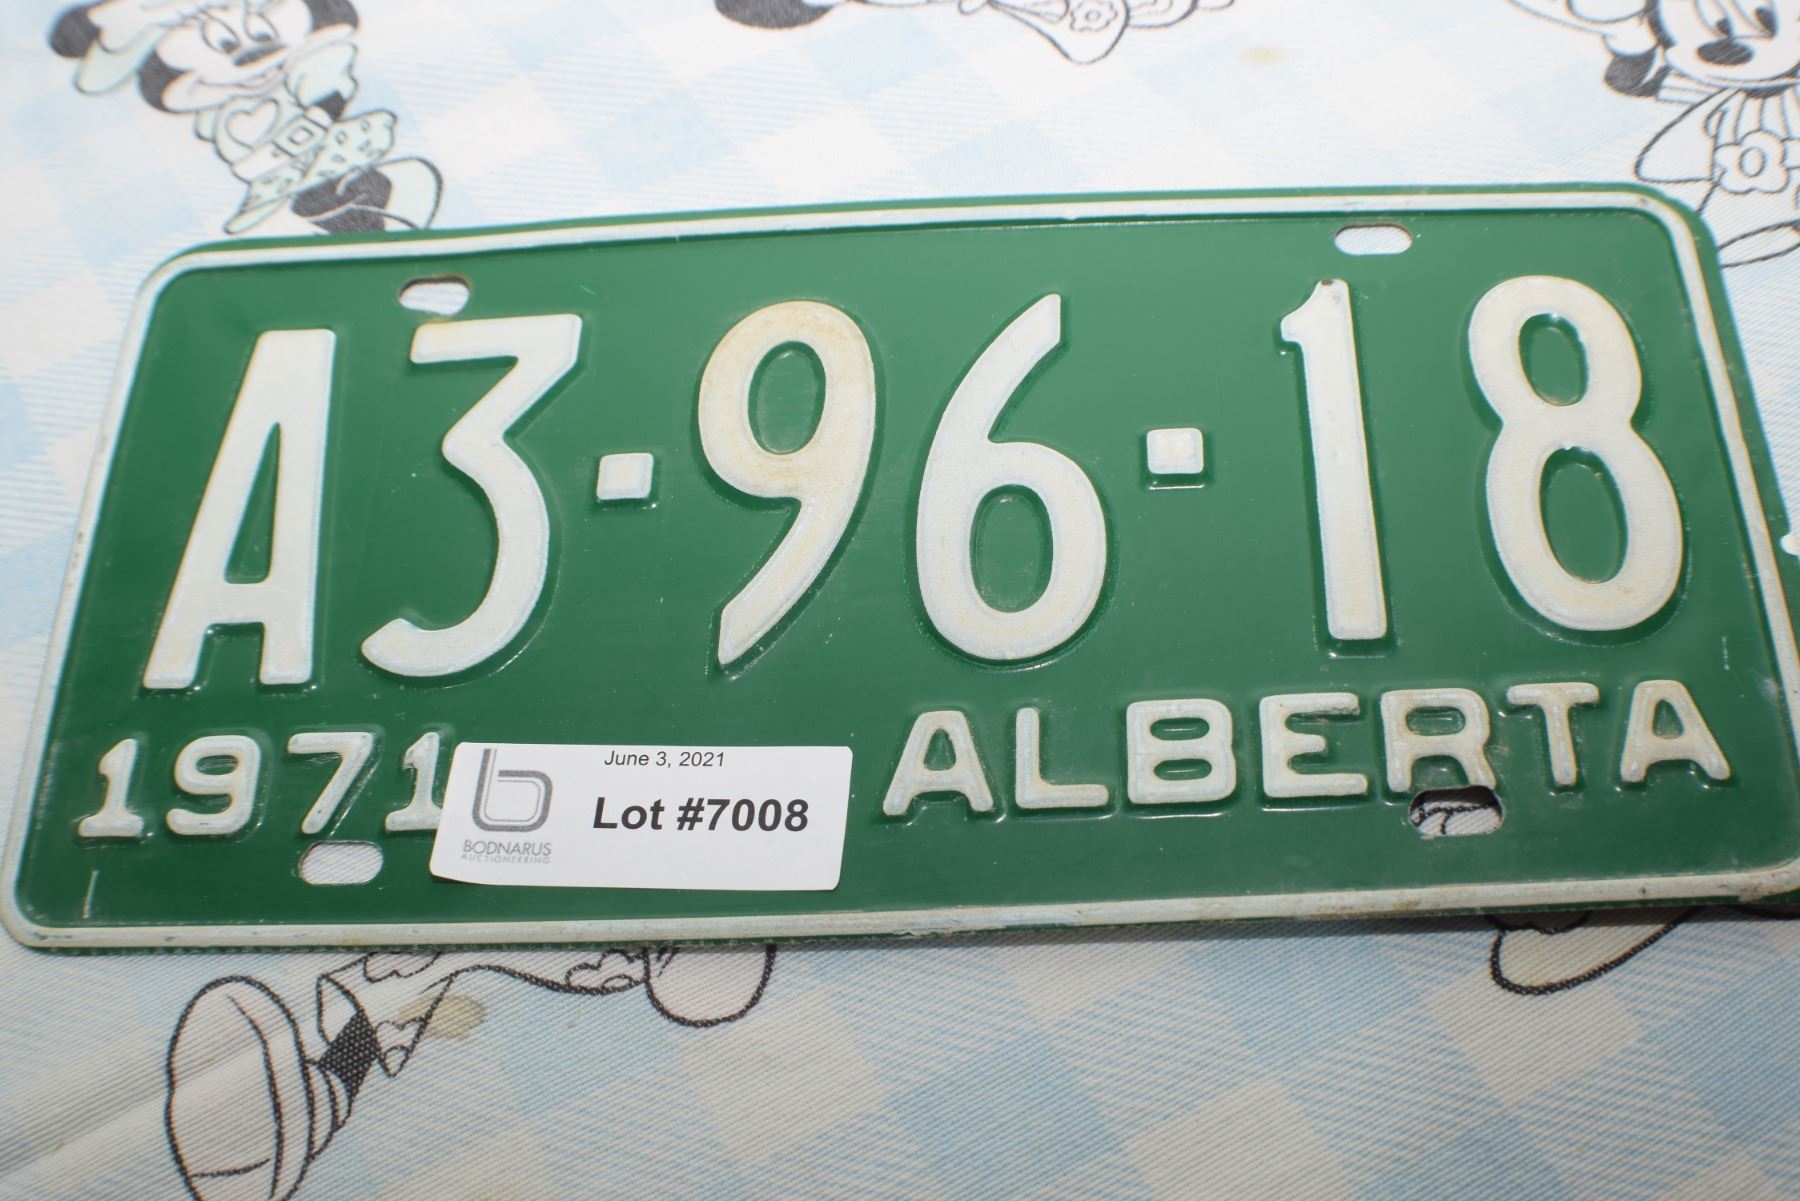 A3-96-18
1971 ALBERTA
June 3, 2021
Lot #7008
BODNARUS
AUCTIONEERING